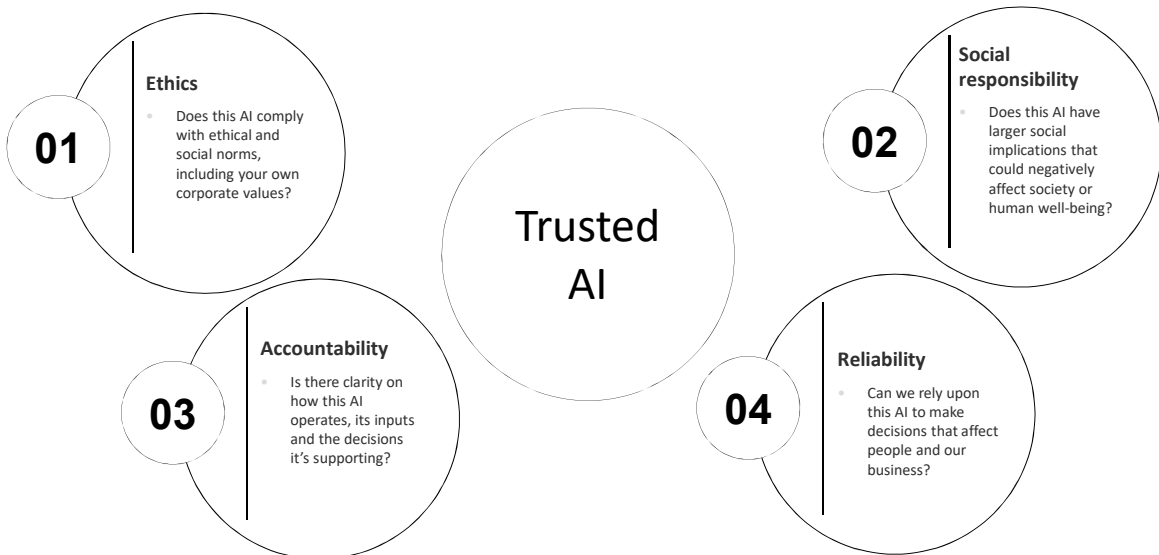 01
Ethics
• Does this AI comply
with ethical and
social norms,
including your own
corporate values?
Trusted
AI
02
Social
responsibility
• Does this AI have
larger social
implications that
could negatively
affect society or
human well-being?
03
Accountability
• Is there clarity on
how this AI
operates, its inputs
and the decisions
it's supporting?
04
Reliability
• Can we rely upon
this AI to make
decisions that affect
people and our
business?